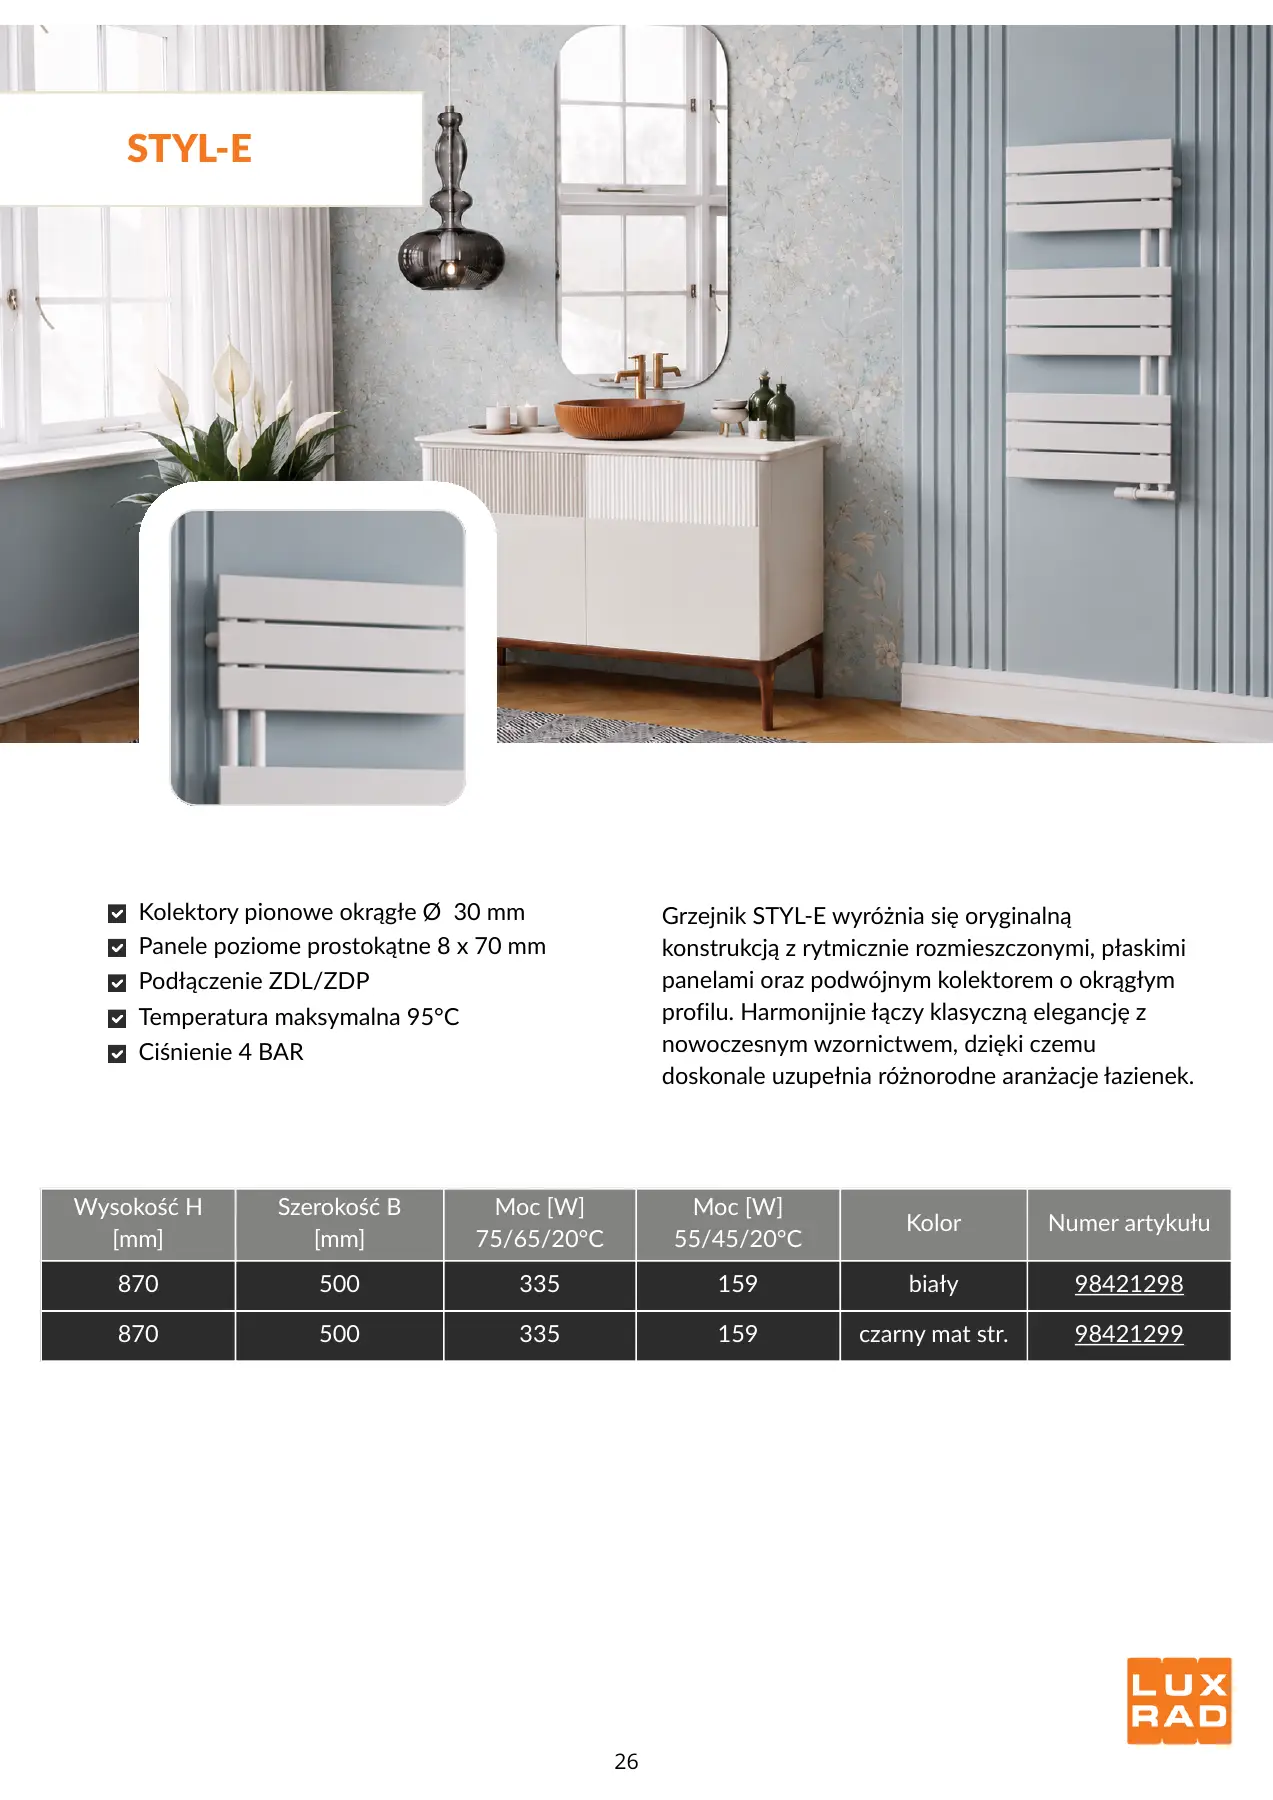 STYL-E
Kolektory pionowe okrągłe Ø 30 mm
Panele poziome prostokątne 8 x 70 mm
Podłączenie ZDL/ZDP
Temperatura maksymalna 95°C
Ciśnienie 4 BAR
Grzejnik STYL-E wyróżnia się oryginalną
konstrukcją z rytmicznie rozmieszczonymi, płaskimi
panelami oraz podwójnym kolektorem o okrągłym
profilu. Harmonijnie łączy klasyczną elegancję z
nowoczesnym wzornictwem, dzięki czemu
doskonale uzupełnia różnorodne aranżacje łazienek.
Wysokość H [mm] Szerokość B [mm] Moc [W] 75/65/20°C Moc [W] 55/45/20°C Kolor Numer artykułu
870 500 335 159 biały 98421298
870 500 335 159 czarny mat str. 98421299
LUX
RAD
26